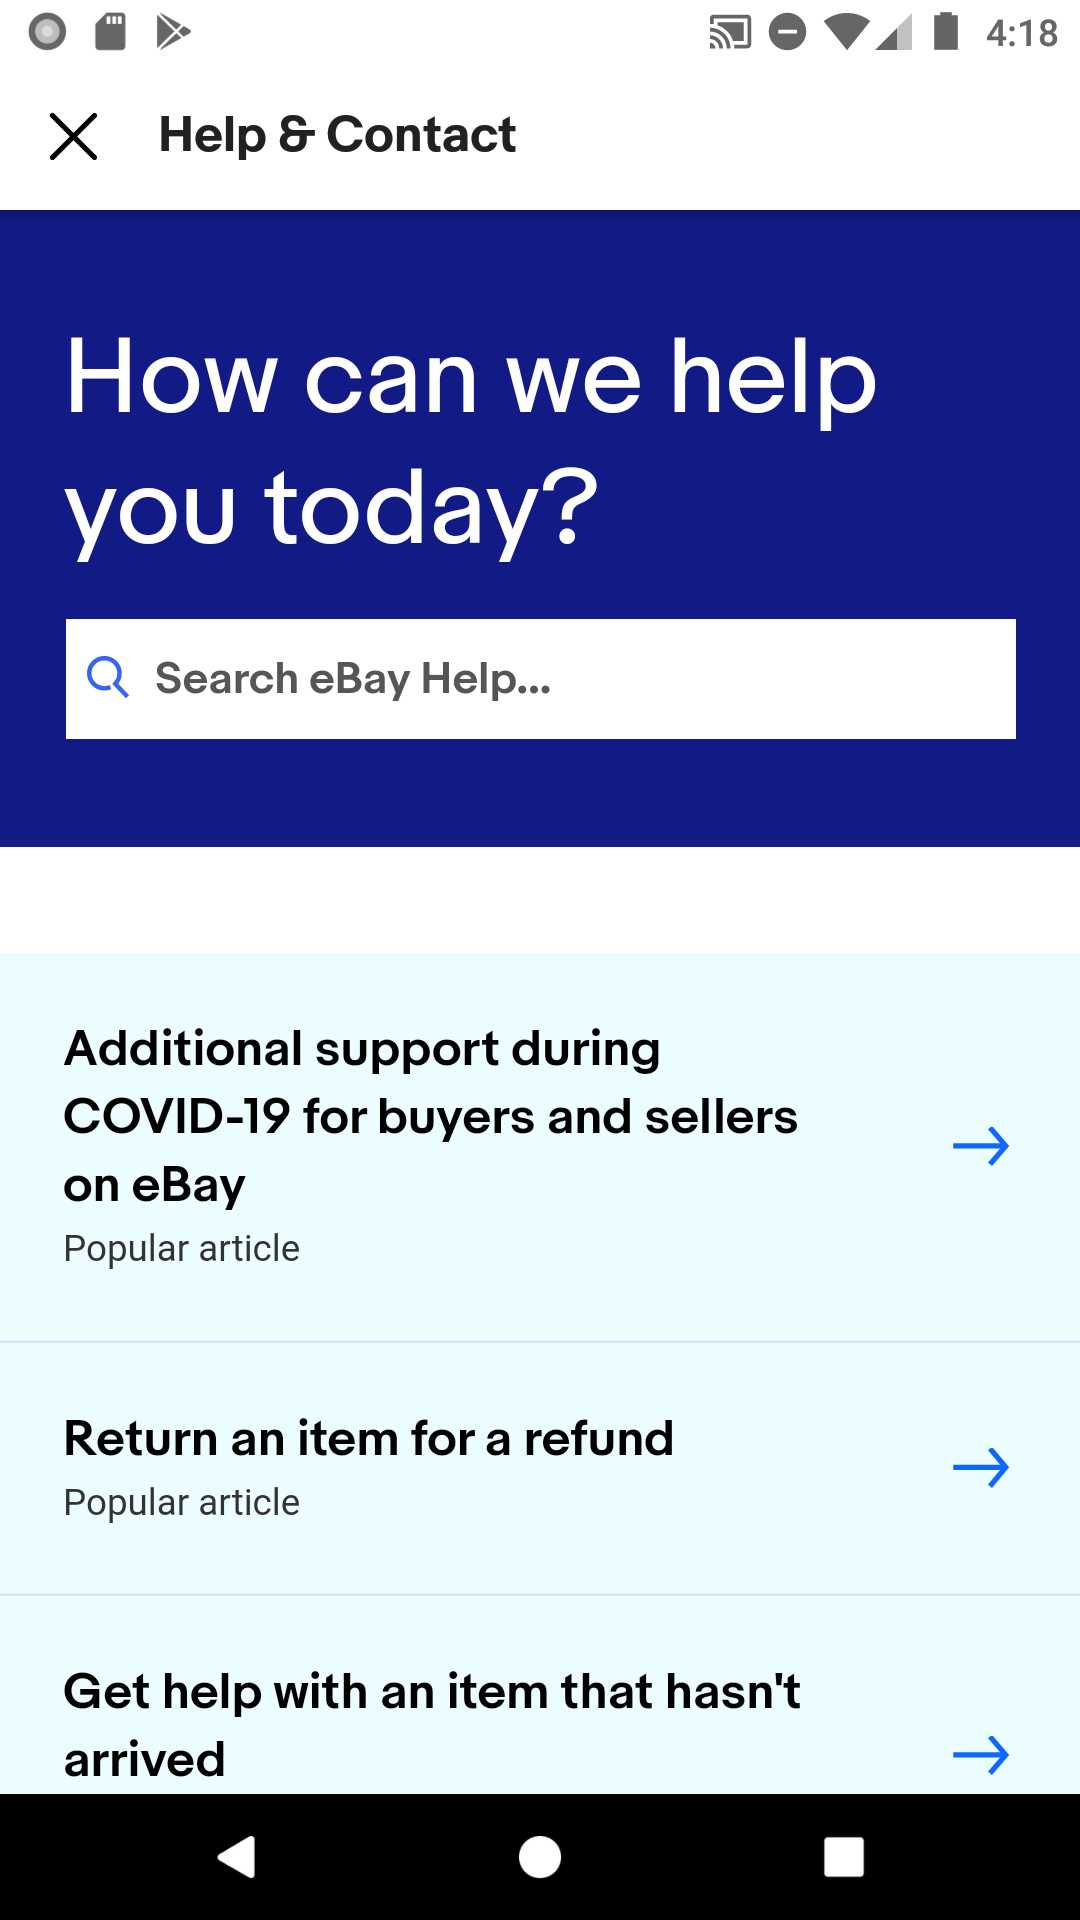 4:18
Help & Contact
How can we help
you today?
Search eBay Help...
Additional support during
COVID-19 for buyers and sellers
on eBay
Popular article
Return an item for a refund
Popular article
Get help with an item that hasn't
arrived